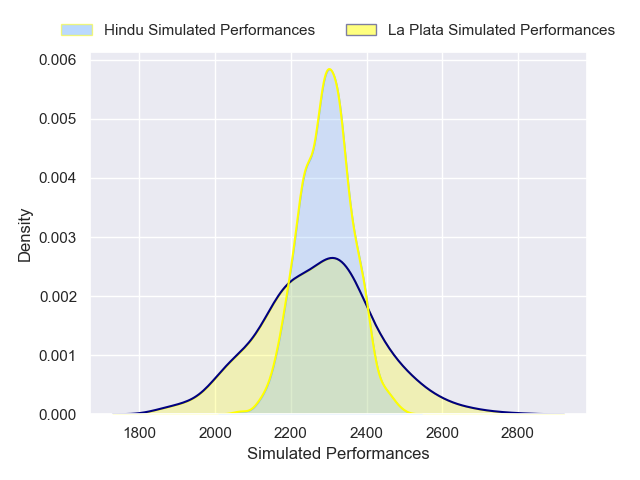 Hindu Simulated Performances La Plata Simulated Performances
0.006
0.005
0.004
0.003
0.002
0.001
0.000
Density
1800 2000 2200 2400 2600 2800
Simulated Performances